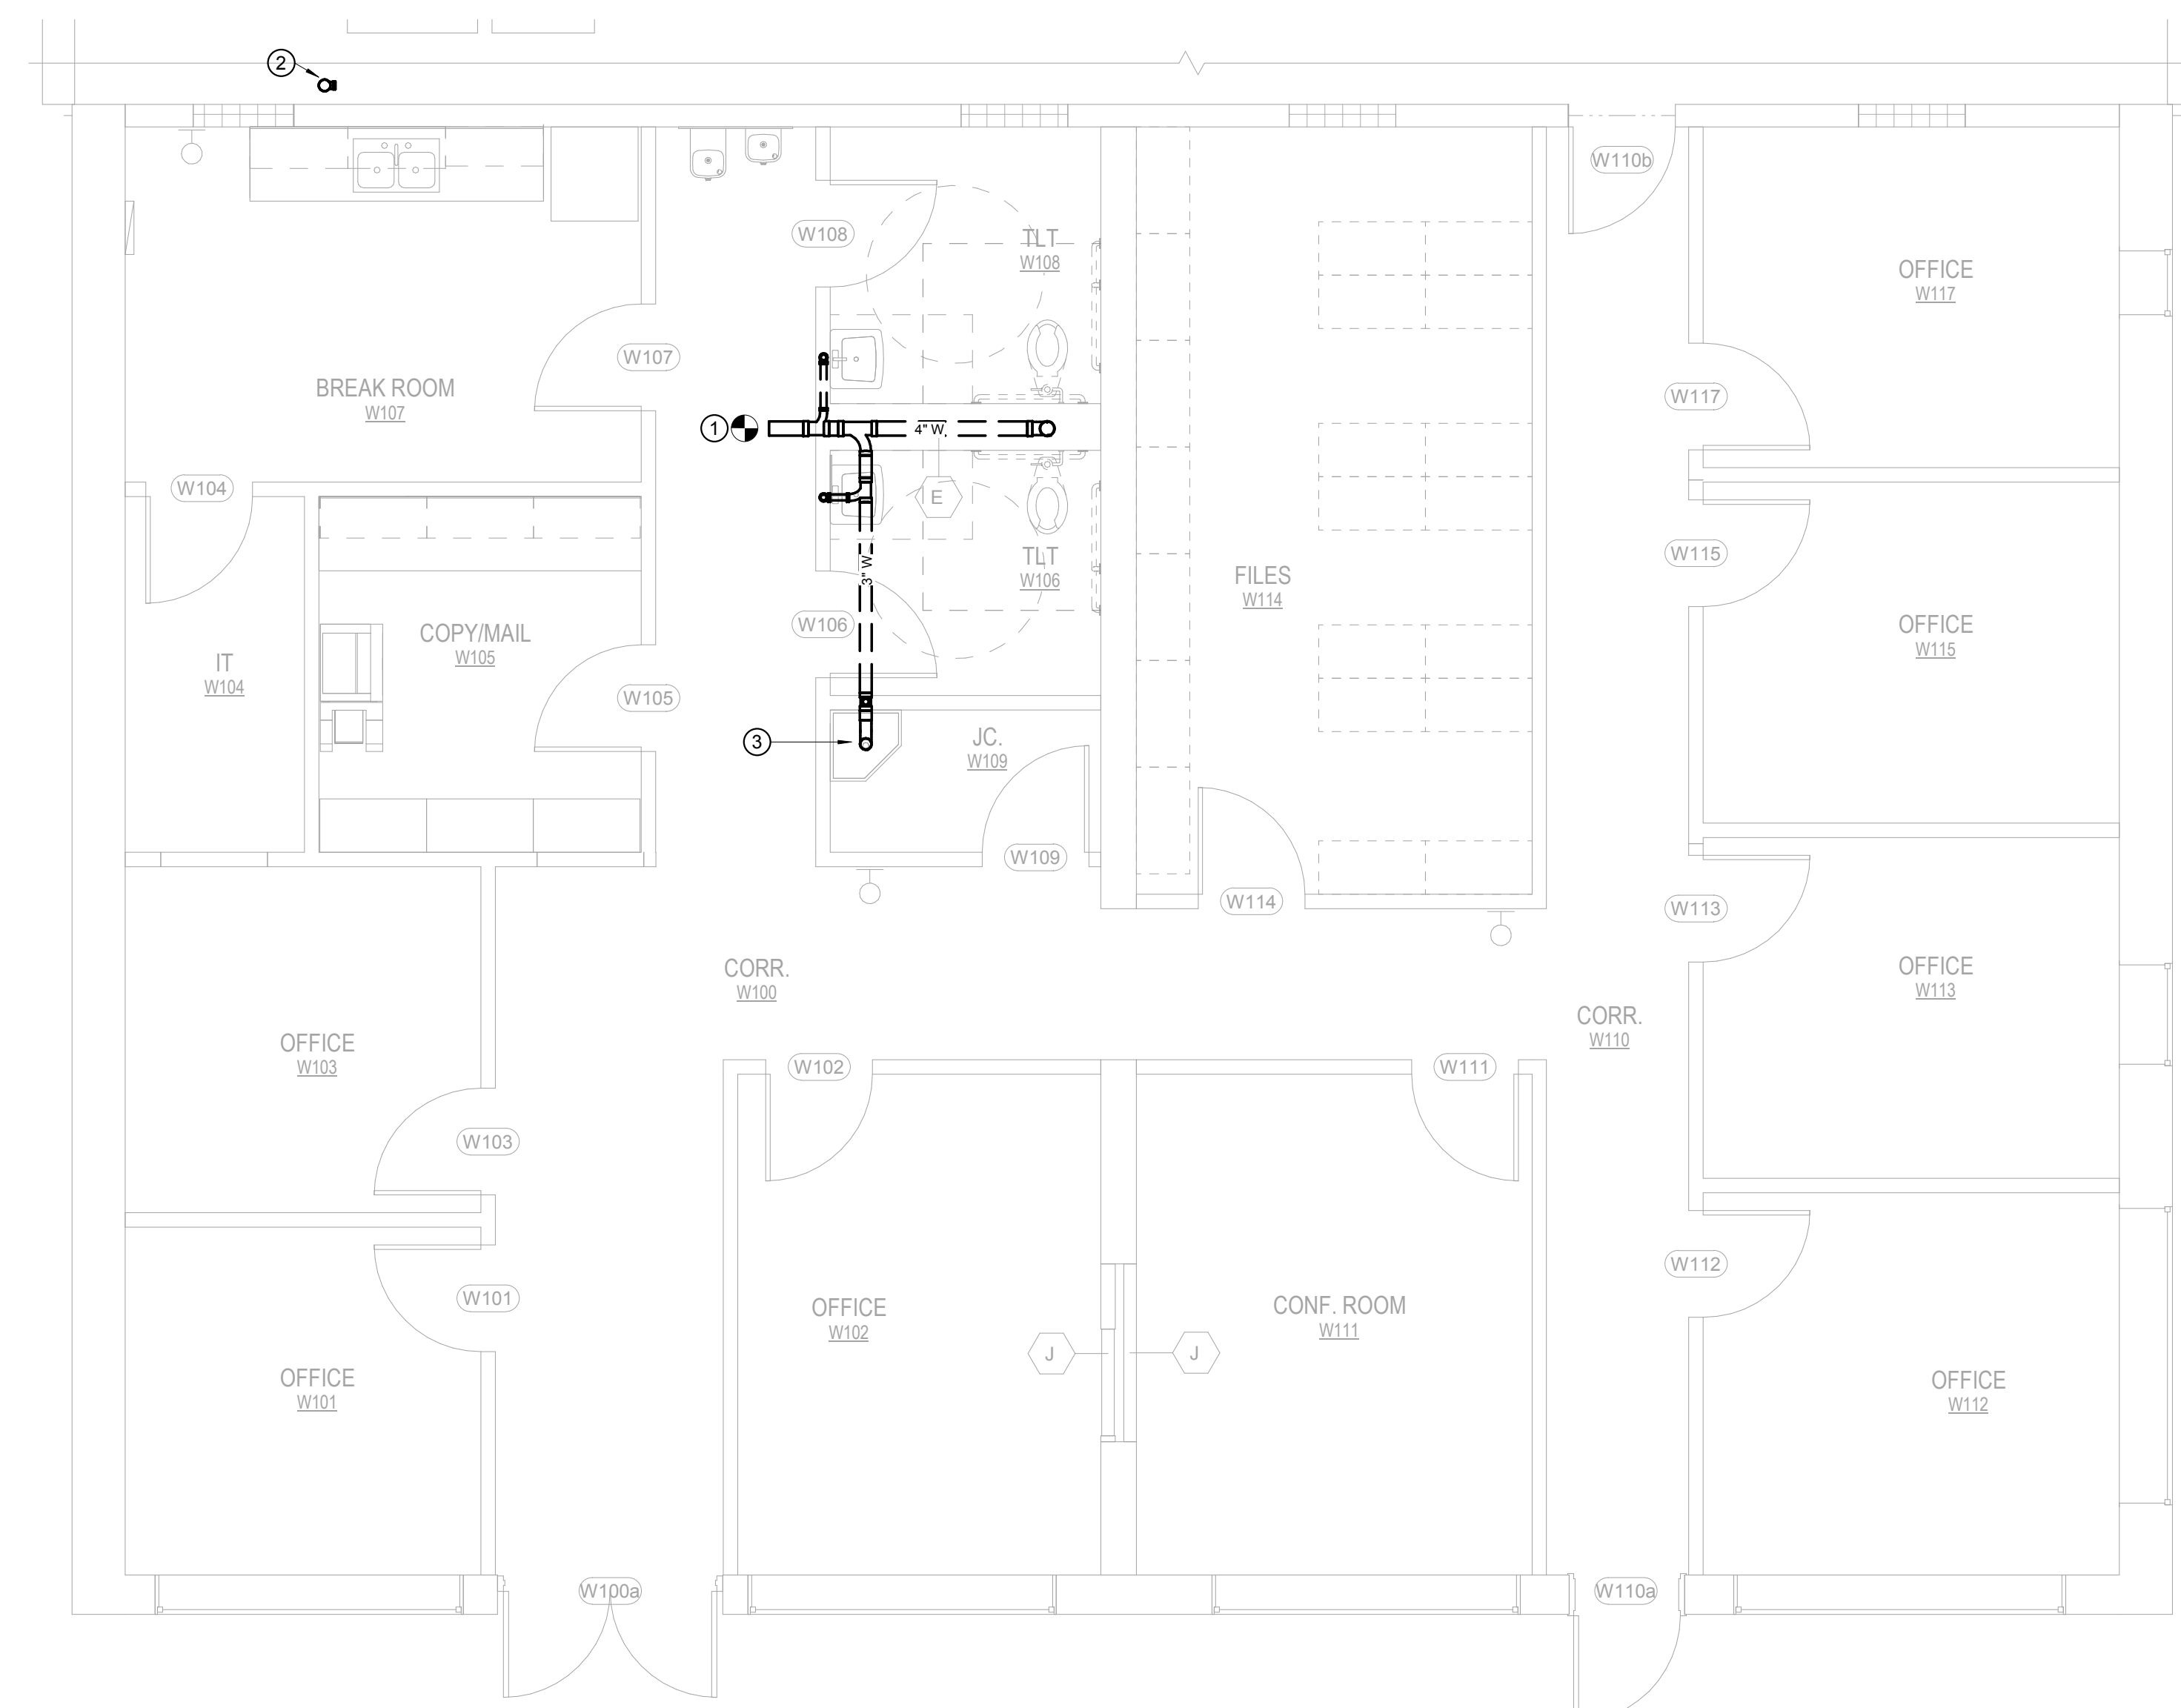 2
W110b
W108
TLT
W108
OFFICE
W117
W107
BREAK ROOM
W107
W117
1
4" W
W104
E
W115
3" W
TLT
W106
FILES
W114
COPY/MAIL
W105
W106
OFFICE
W115
IT
W104
W105
3
JC.
W109
W109
W114
W113
CORR.
W100
OFFICE
W113
CORR.
W110
OFFICE
W103
W102
W111
W103
W112
W101
OFFICE
W102
CONF. ROOM
W111
J
J
OFFICE
W101
OFFICE
W112
W100a
W110a